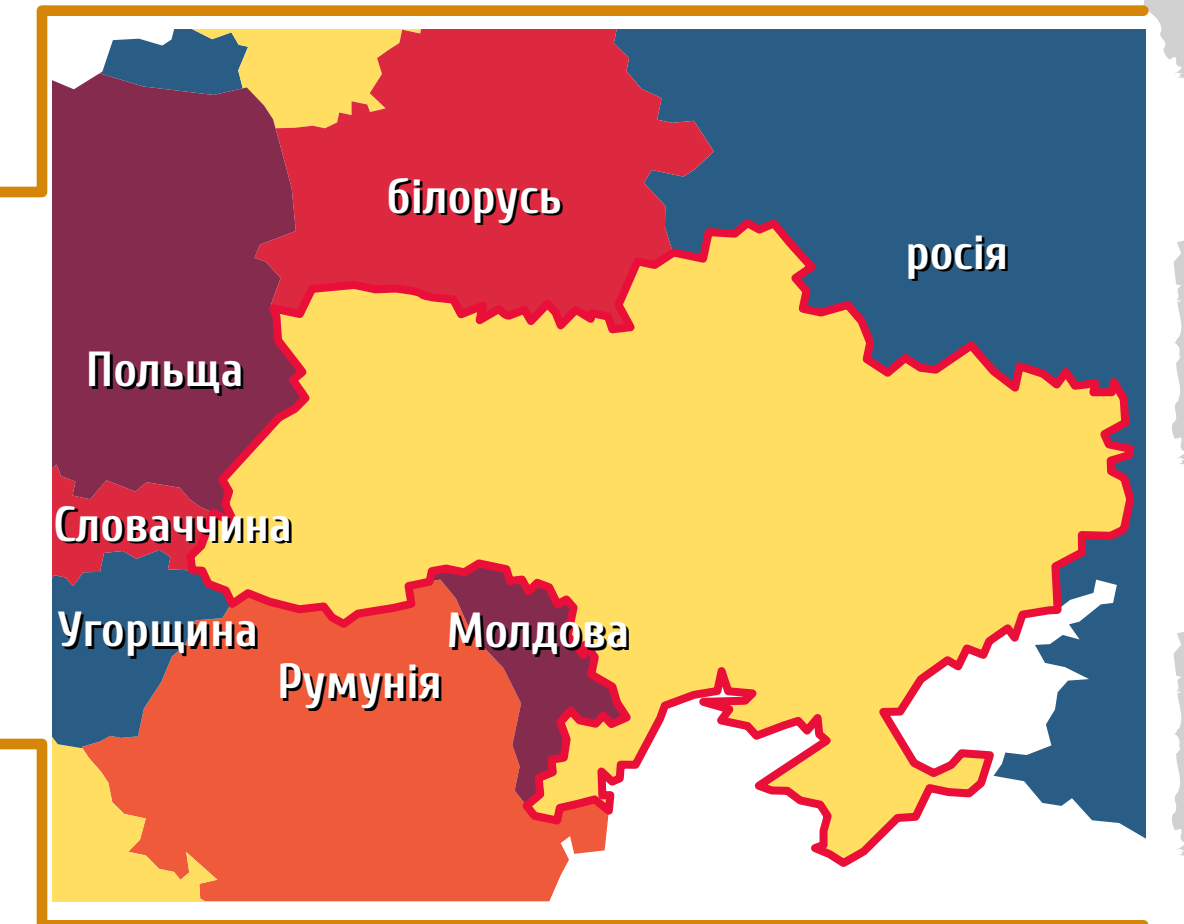 білорусь
росія
Польща
Словаччина
Угорщина
Молдова
Румунія